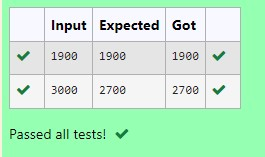 Input Expected Got
1900 1900 1900
3000 2700 2700
Passed all tests!